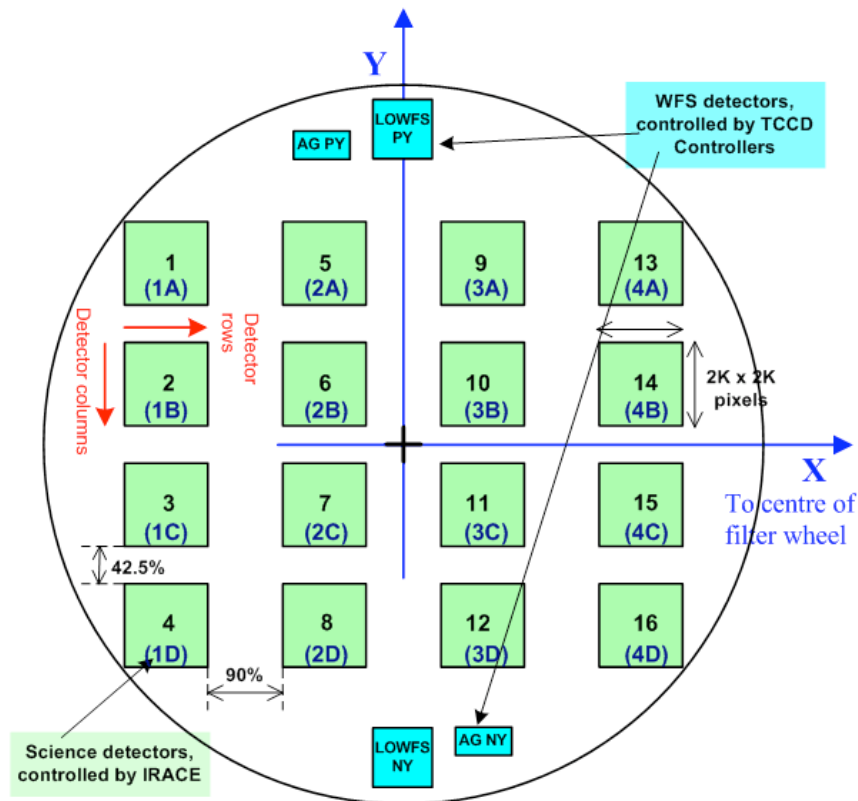 Y
LOWFS
PY
AG PY
WFS detectors,
controlled by TCCD
Controllers
1
(1A)
5
(2A)
9
(3A)
13
(4A)
Detector columns
Detector
rows
2
(1B)
6
(2B)
10
(3B)
14
(4B)
2K x 2K
pixels
X
To centre of
filter wheel
3
(1C)
7
(2C)
11
(3C)
15
(4C)
42.5%
4
(1D)
8
(2D)
12
(3D)
16
(4D)
90%
LOWFS
NY
AG NY
Science detectors,
controlled by IRACE